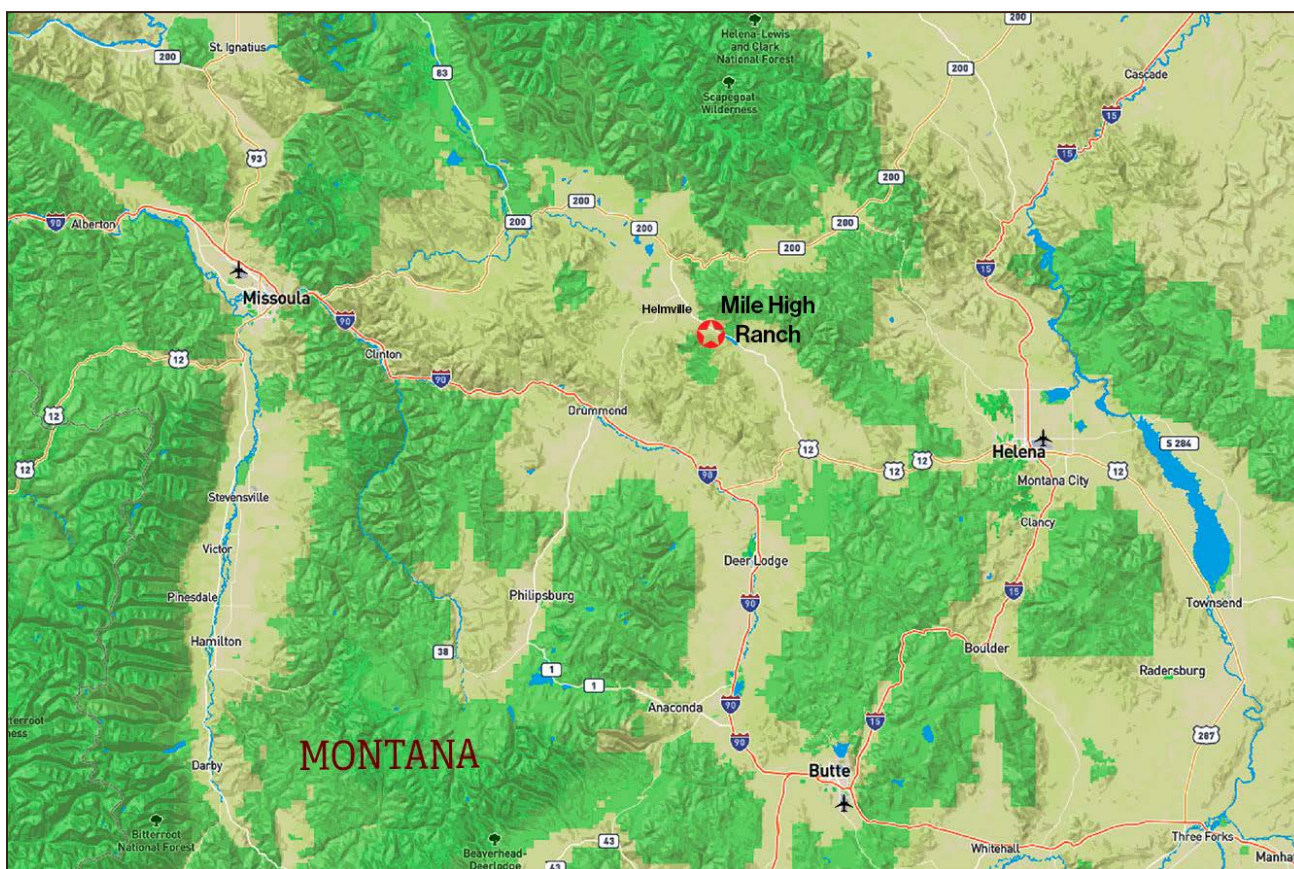 St. Ignatius
200
83
Helena-Lewis
and Clark
National Forest
200
200
Scapegoat
Wilderness
200
Cascade
15
93
15
200
200
90
Alberton
200
200
200
200
200
15
Missoula
Helmville
Mile High
Ranch
90
Clinton
12
90
12
Drummond
12
Helena
S 284
12
12
90
12
12
Montana City
Stevensville
Clancy
Victor
Deer Lodge
Pinesdale
Philipsburg
90
15
Townsend
Hamilton
38
Boulder
1
1
Radersburg
Anaconda
90
15
90
287
MONTANA
Darby
Butte
Bitterroot
National Forest
43
Beaverhead-
Deerlodge
43
Whitehall
Three Forks